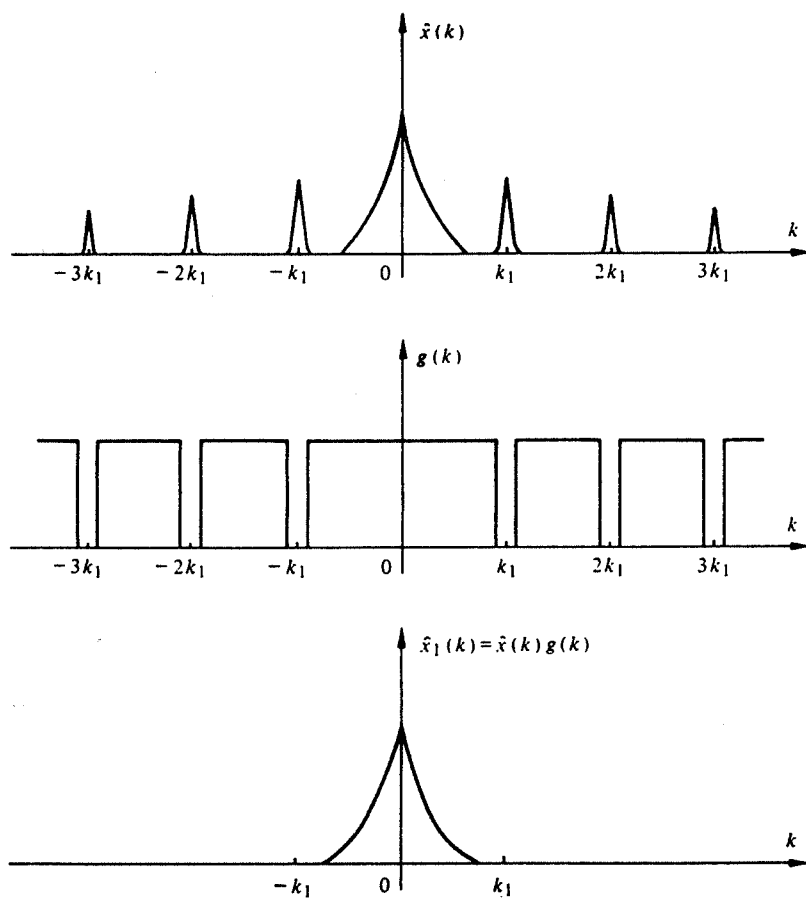 x̂(k)
k
−3k₁ −2k₁ −k₁ 0 k₁ 2k₁ 3k₁
g(k)
k
−3k₁ −2k₁ −k₁ 0 k₁ 2k₁ 3k₁
x̂₁(k)=x̂(k)g(k)
k
−k₁ 0 k₁